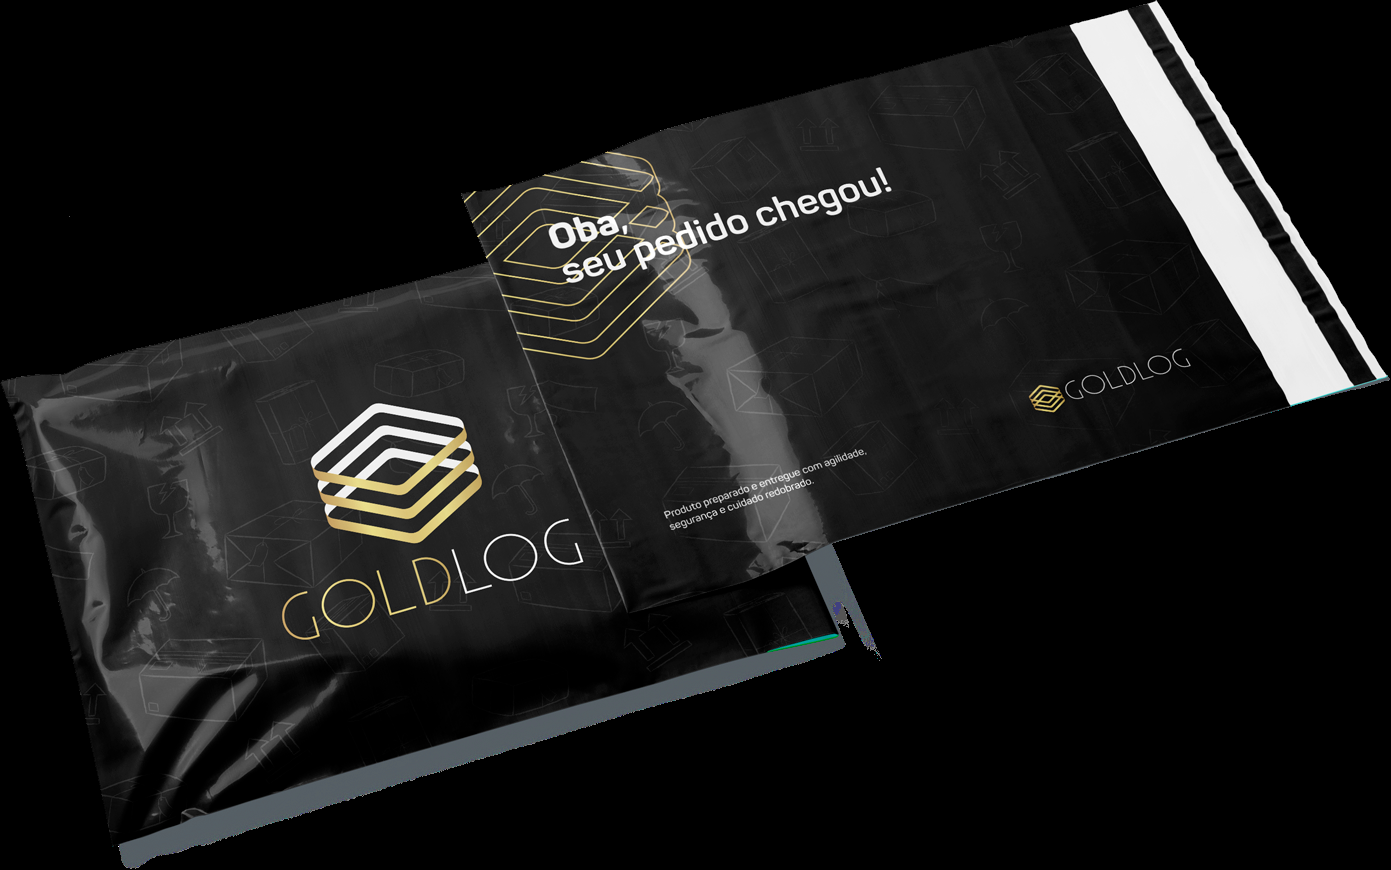 Oba,
seu pedido chegou!
GOLDLOG
Produto preparado e entregue com agilidade,
segurança e cuidado redobrado.
GOLDLOG